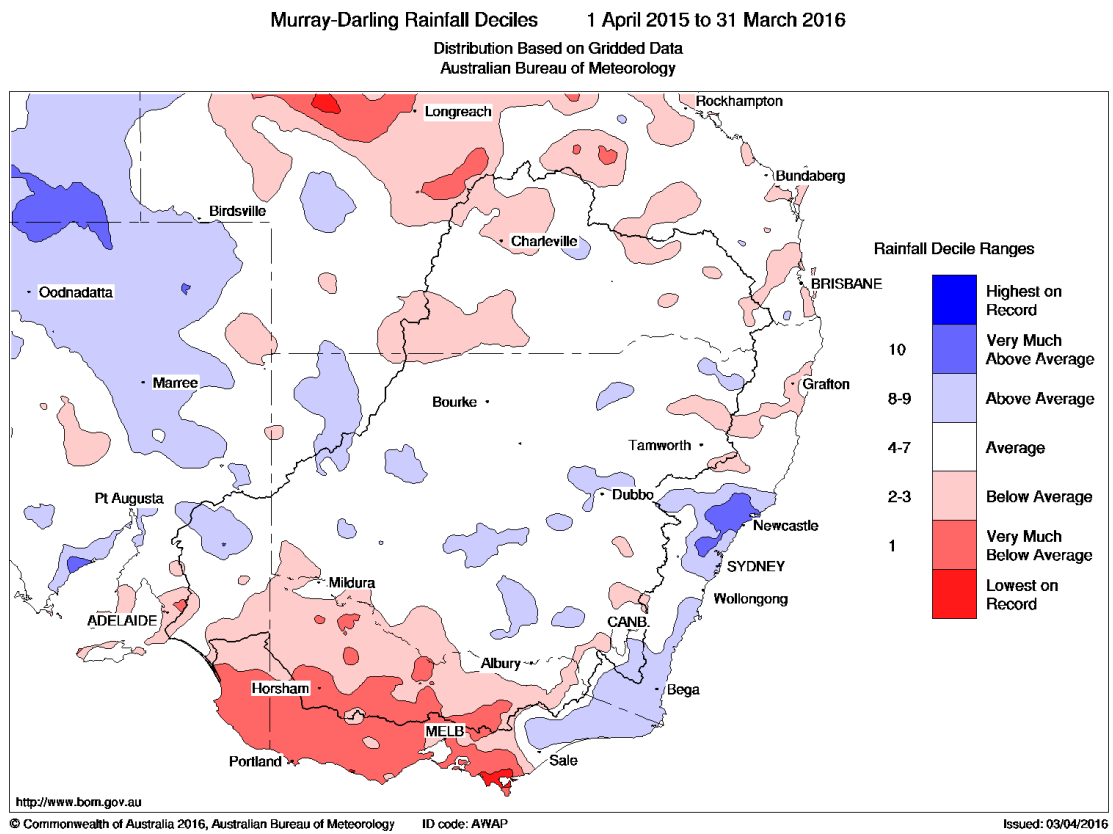 Murray-Darling Rainfall Deciles 1 April 2015 to 31 March 2016
Distribution Based on Gridded Data
Australian Bureau of Meteorology
Rockhampton
Longreach
Bundaberg
Birdsville
Charleville
Rainfall Decile Ranges
BRISBANE
Oodnadatta
Highest on
Record
10
Very Much
Above Average
Marree
Grafton
8-9
Above Average
Bourke
Tamworth
4-7
Average
Pt Augusta
Dubbo
2-3
Below Average
Newcastle
1
Very Much
Below Average
SYDNEY
Mildura
Lowest on
Record
Wollongong
ADELAIDE
CANB.
Albury
Horsham
Bega
MELB
Portland
Sale
http://www.bom.gov.au
© Commonwealth of Australia 2016, Australian Bureau of Meteorology ID code: AWAP Issued: 03/04/2016